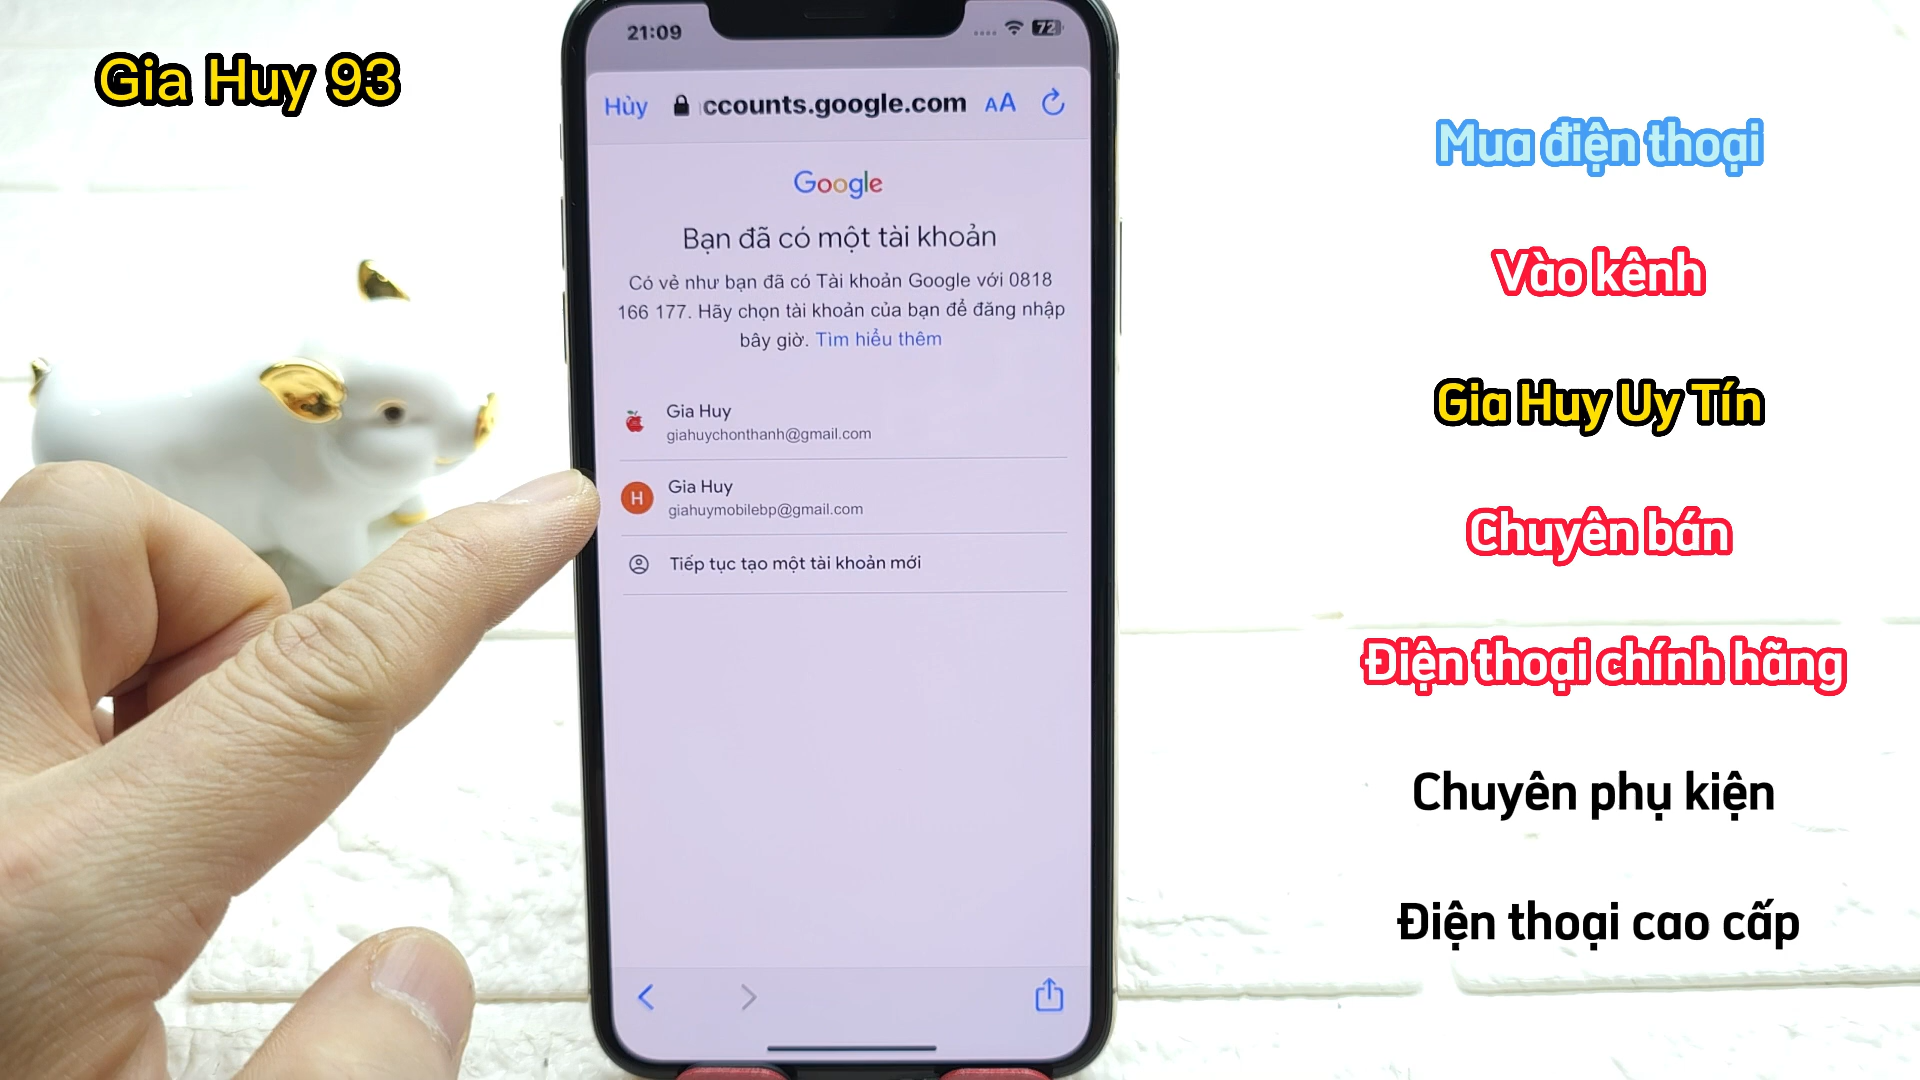 Gia Huy 93
21:09
72
Hủy
ccounts.google.com
AA
Google
Bạn đã có một tài khoản
Có vẻ như bạn đã có Tài khoản Google với 0818
166 177. Hãy chọn tài khoản của bạn để đăng nhập
bây giờ. Tìm hiểu thêm
Gia Huy
giahuychonthanh@gmail.com
H
Gia Huy
giahuymobilebp@gmail.com
Tiếp tục tạo một tài khoản mới
Mua điện thoại
Vào kênh
Gia Huy Uy Tín
Chuyên bán
Điện thoại chính hãng
Chuyên phụ kiện
Điện thoại cao cấp